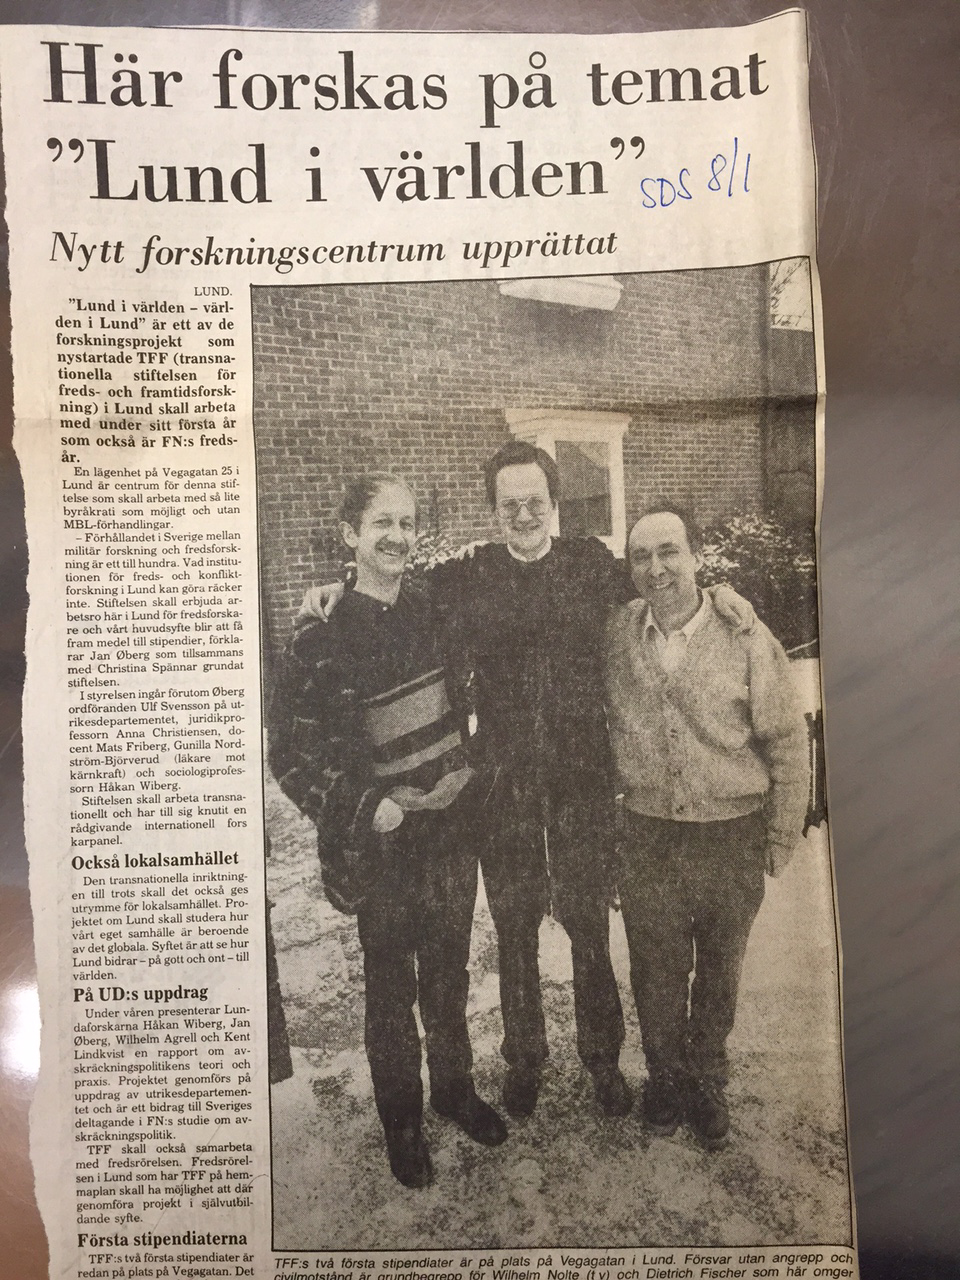 Här forskas på temat
”Lund i världen”
SDS 8/1
Nytt forskningscentrum upprättat
LUND.
”Lund i världen – värl-
den i Lund” är ett av de
forskningsprojekt som
nystartade TFF (transna-
tionella stiftelsen för
freds- och framtidsforsk-
ning) i Lund skall arbeta
med under sitt första år
som också är FN:s freds-
år.
En lägenhet på Vegagatan 25 i
Lund är centrum för denna stif-
telse som skall arbeta med så lite
byråkrati som möjligt och utan
MBL-förhandlingar.
– Förhållandet i Sverige mellan
militär forskning och fredsforsk-
ning är ett till hundra. Vad institu-
tionen för freds- och konflikt-
forskning i Lund kan göra räcker
inte. Stiftelsen skall erbjuda ar-
betsro här i Lund för fredsforska-
re och vårt huvudsyfte blir att få
fram medel till stipendier, förkla-
rar Jan Øberg som tillsammans
med Christina Spännar grundat
stiftelsen.
I styrelsen ingår förutom Øberg
ordföranden Ulf Svensson på ut-
rikesdepartementet, juridikpro-
fessorn Anna Christiensen, do-
cent Mats Friberg, Gunilla Nord-
ström-Björverud (läkare mot
kärnkraft) och sociologiprofes-
sorn Håkan Wiberg.
Stiftelsen skall arbeta transna-
tionellt och har till sig knutit en
rådgivande internationell fors
karpanel.
Också lokalsamhället
Den transnationella inriktning-
en till trots skall det också ges
utrymme för lokalsamhället. Pro-
jektet om Lund skall studera hur
vårt eget samhälle är beroende
av det globala. Syftet är att se hur
Lund bidrar – på gott och ont – till
världen.
På UD:s uppdrag
Under våren presenterar Lun-
daforskarna Håkan Wiberg, Jan
Øberg, Wilhelm Agrell och Kent
Lindkvist en rapport om av-
skräckningspolitikens teori och
praxis. Projektet genomförs på
uppdrag av utrikesdepartemen-
tet och är ett bidrag till Sveriges
deltagande i FN:s studie om av-
skräckningspolitik.
TFF skall också samarbeta
med fredsrörelsen. Fredsrörel-
sen i Lund som har TFF på hem-
maplan skall ha möjlighet att där
genomföra projekt i självutbil-
dande syfte.
Första stipendiaterna
TFF:s två första stipendiater är
redan på plats på Vegagatan. Det
TFF:s två första stipendiater är på plats på Vegagatan i Lund. Försvar utan angrepp och
civilmotstånd är grundbegrepp för Wilhelm Nolte (t v) och Dietrich Fischer som här omger